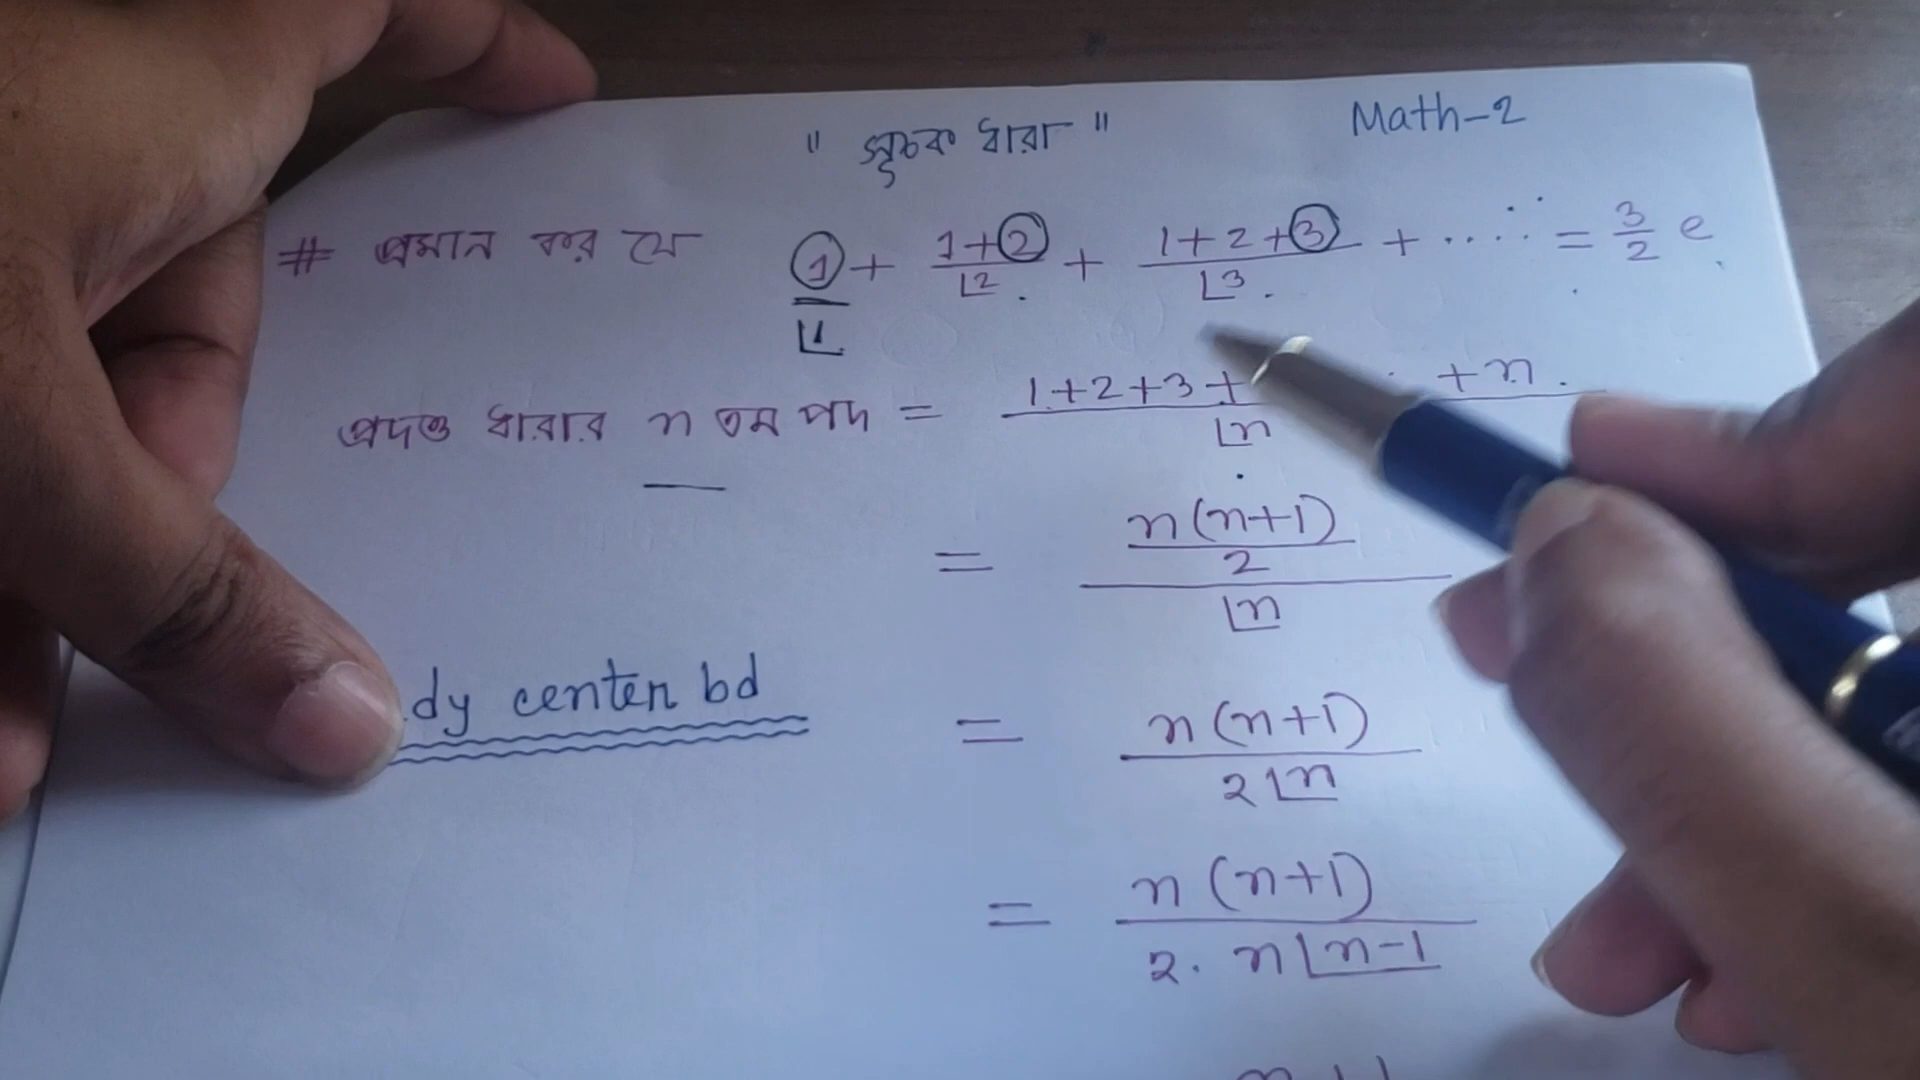 " সূচক ধারা "
Math-2
# প্রমান কর যে 1/⌊1 + (1+2)/⌊2 + (1+2+3)/⌊3 + ..... = 3/2 e
প্রদত্ত ধারার n তম পদ = (1+2+3+ . +n)/⌊n
= (n(n+1)/2)/⌊n
dy center bd
= n(n+1)/2⌊n
= n(n+1)/2. n⌊n-1